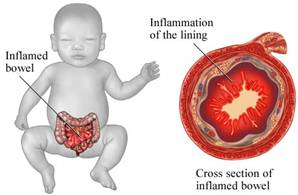 Inflamed
bowel
Inflammation
of the lining
Cross section of
inflamed bowel